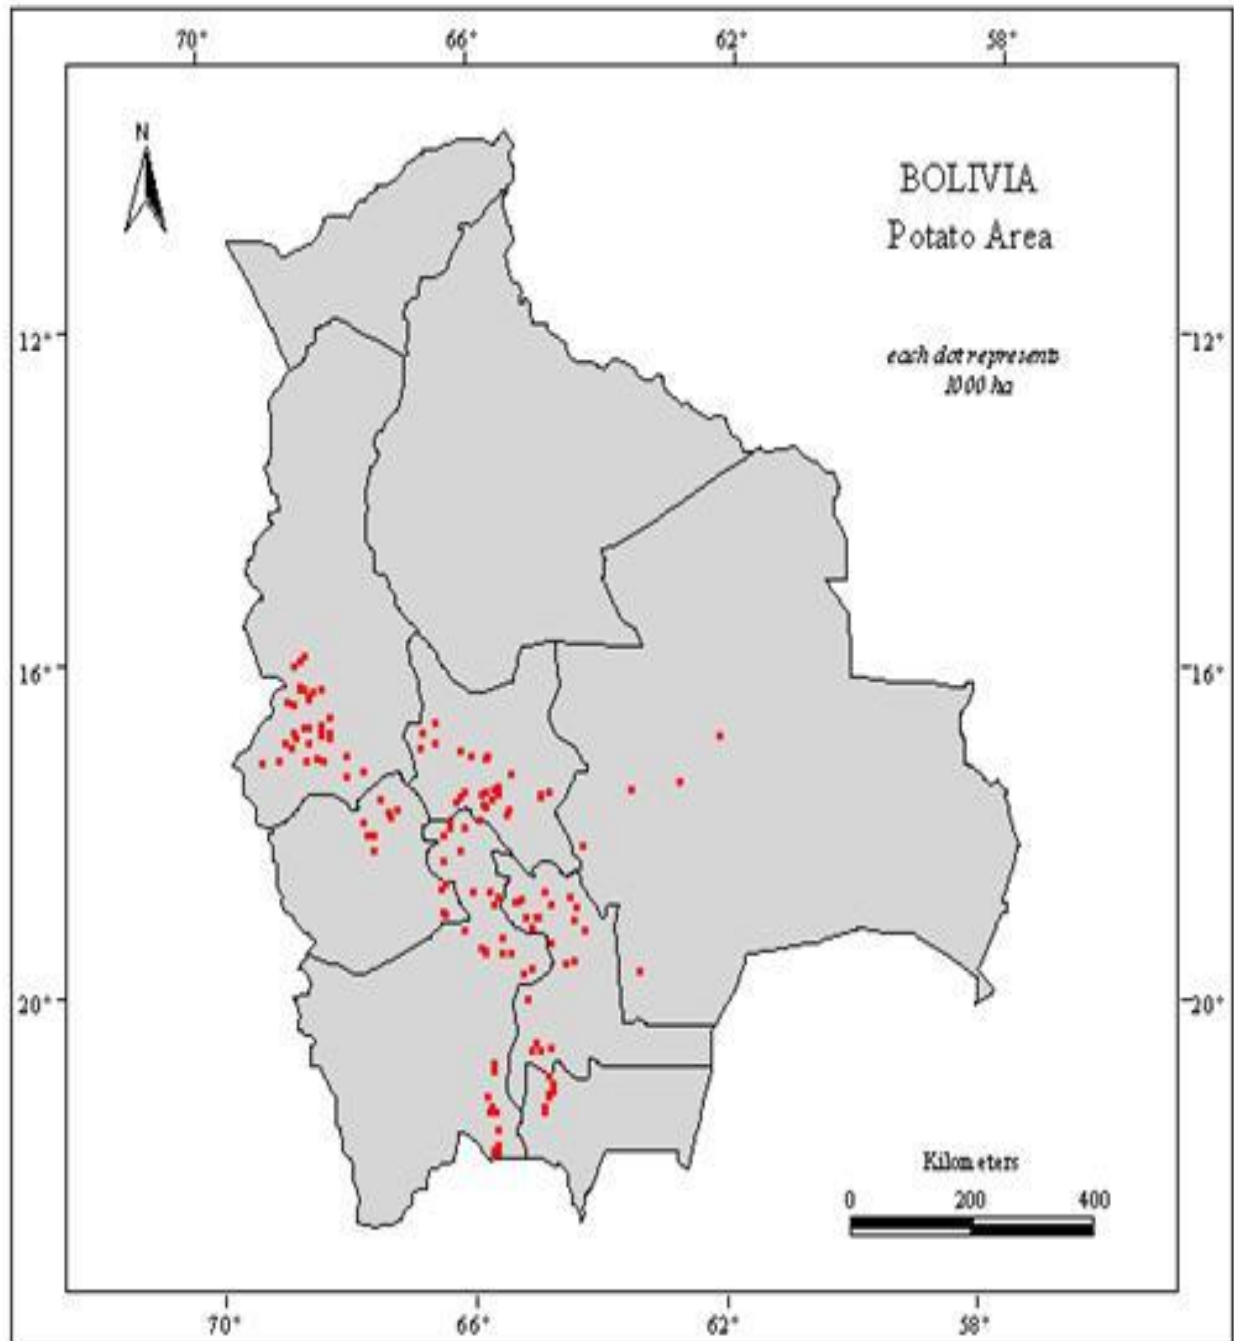 70° 66° 62° 58°
N
BOLIVIA
Potato Area
12° 12°
each dot represents
1000 ha
16° 16°
20° 20°
Kilometers
0 200 400
70° 66° 62° 58°